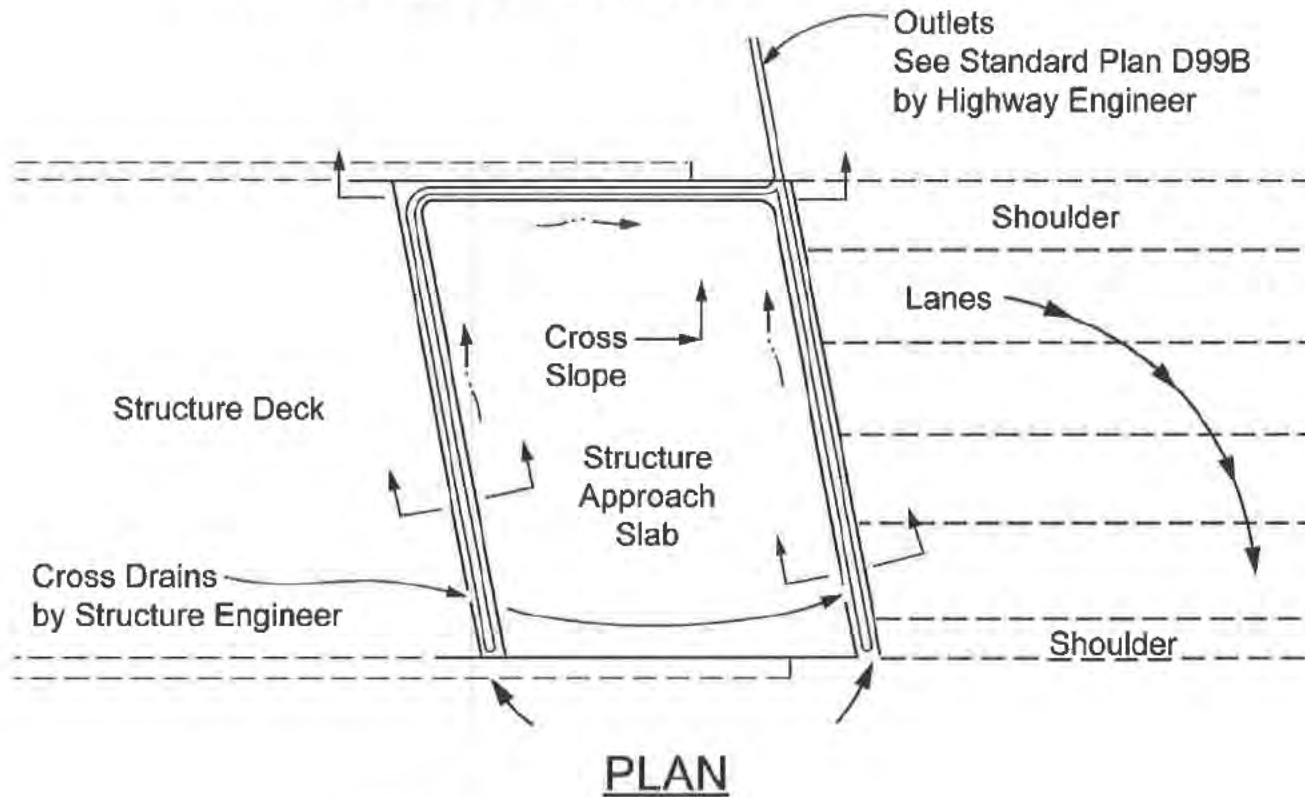 Outlets
See Standard Plan D99B
by Highway Engineer
Shoulder
Lanes
Cross
Slope
Structure Deck
Structure
Approach
Slab
Cross Drains
by Structure Engineer
Shoulder
PLAN